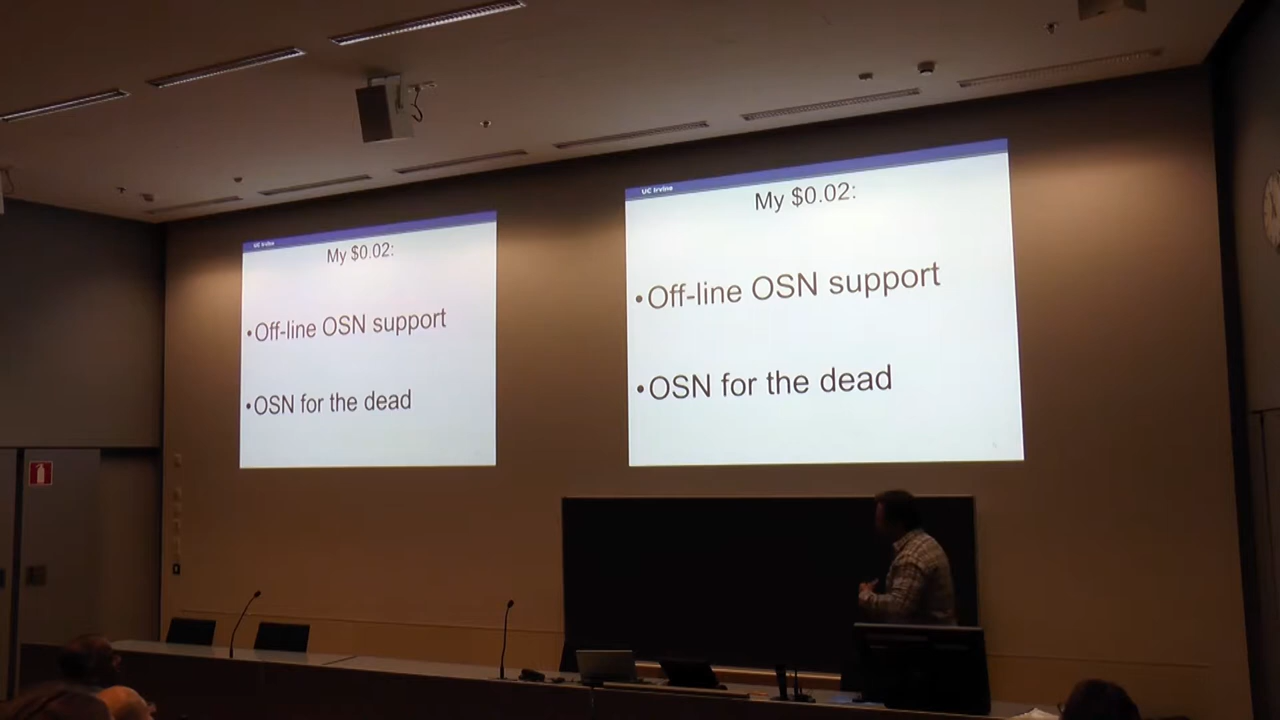 UC Irvine
My $0.02:
•Off-line OSN support
•OSN for the dead
UC Irvine
My $0.02:
•Off-line OSN support
•OSN for the dead